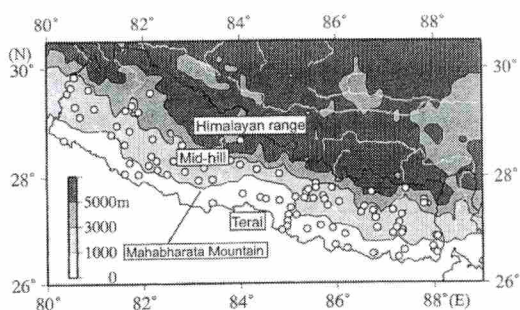 80° 82° 84° 86° 88°
(N)
30° 30°
Himalayan range
Mid-hill
28° 28°
5000m
3000
Terai
1000
Mahabharata Mountain
0
26° 26°
80° 82° 84° 86° 88° (E)